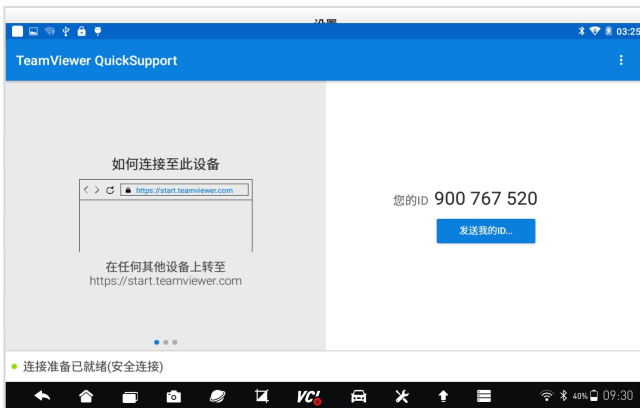 设置
03:25
TeamViewer QuickSupport
如何连接至此设备
https://start.teamviewer.com
在任何其他设备上转至
https://start.teamviewer.com
您的ID 900 767 520
发送我的ID...
连接准备已就绪(安全连接)
VCI
40%
09:30